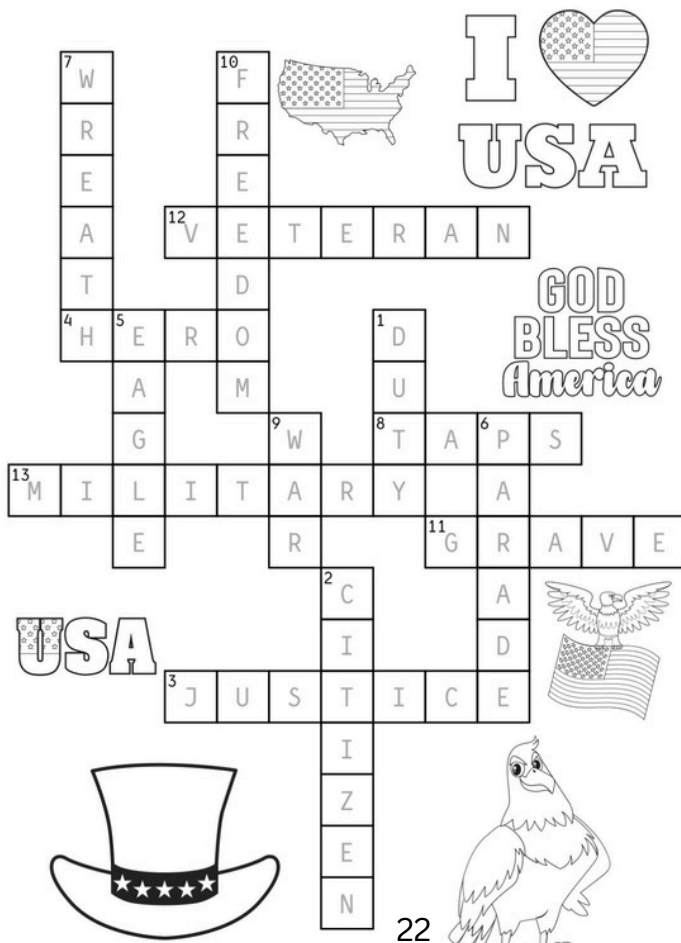 7 W 10 F I
R R USA
E E
A 12 V E T E R A N
T D GOD
4 H 5 E R O 1 D BLESS
A M U America
G 9 W 8 T A 6 P S
13 M I L I T A R Y A
E R 11 G R A V E
2 C A
USA I D
3 J U S T I C E
I
Z
E
N
22